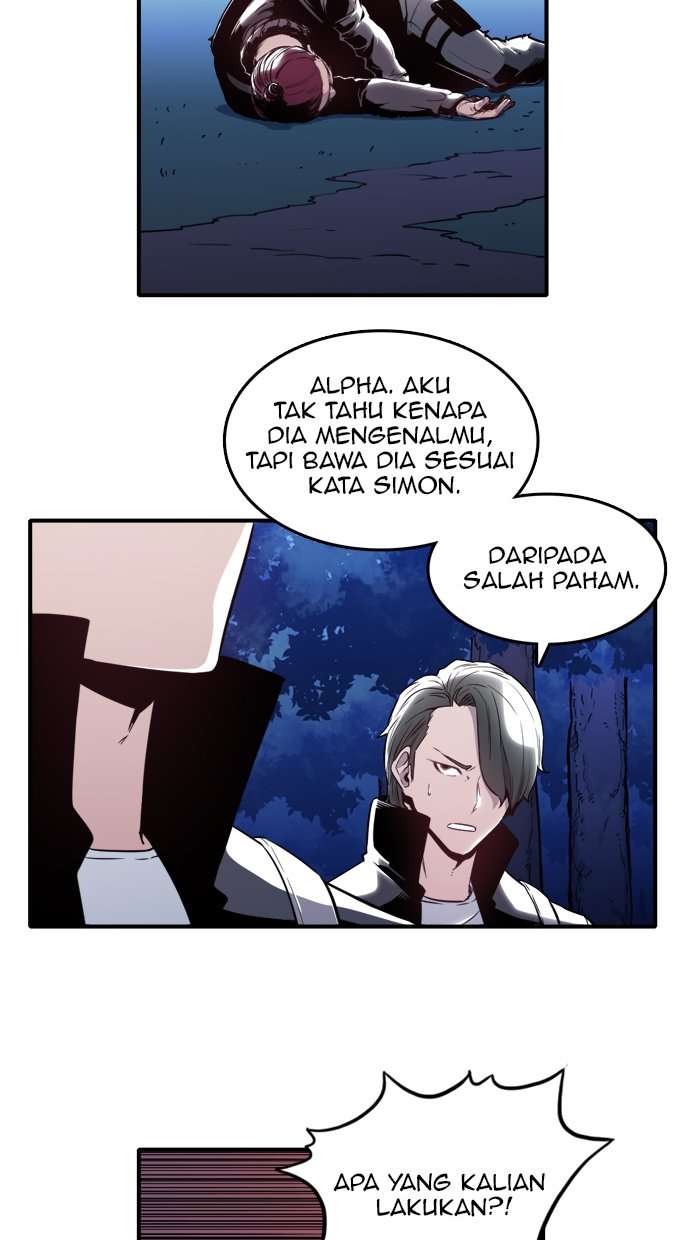 ALPHA. AKU
TAK TAHU KENAPA
DIA MENGENALMU,
TAPI BAWA DIA SESUAI
KATA SIMON.
DARIPADA
SALAH PAHAM.
APA YANG KALIAN
LAKUKAN?!